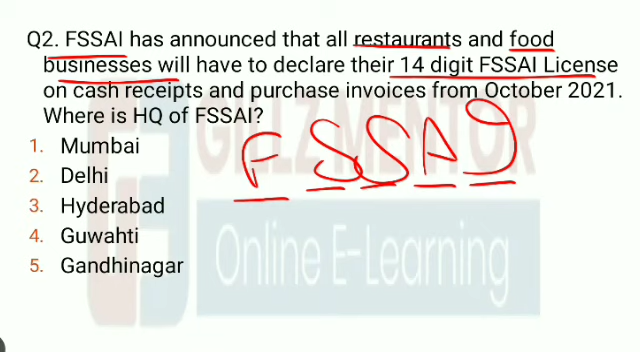 Q2. FSSAI has announced that all restaurants and food
businesses will have to declare their 14 digit FSSAI License
on cash receipts and purchase invoices from October 2021.
Where is HQ of FSSAI?
FSSAI
1. Mumbai
2. Delhi
3. Hyderabad
4. Guwahti
5. Gandhinagar
Online E-Learning